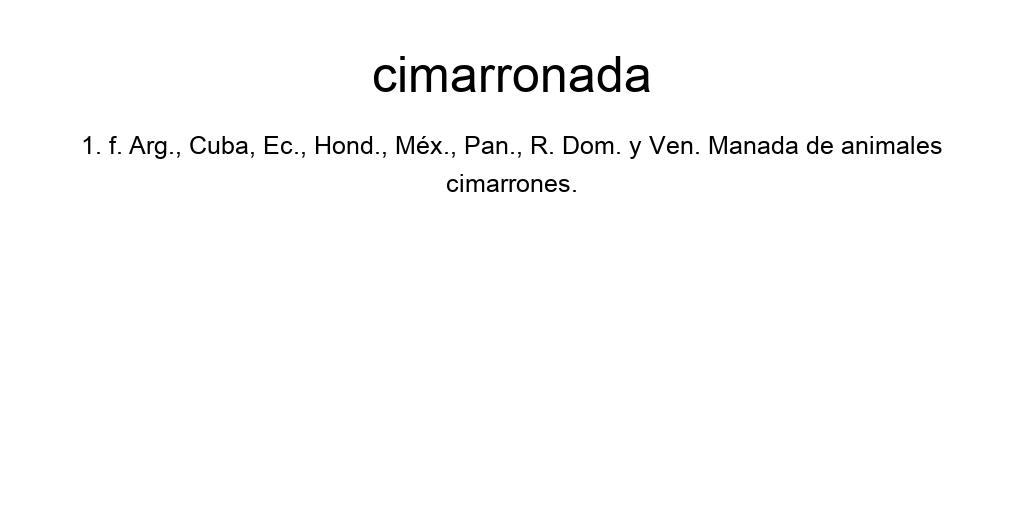 cimarronada
1. f. Arg., Cuba, Ec., Hond., Méx., Pan., R. Dom. y Ven. Manada de animales
cimarrones.